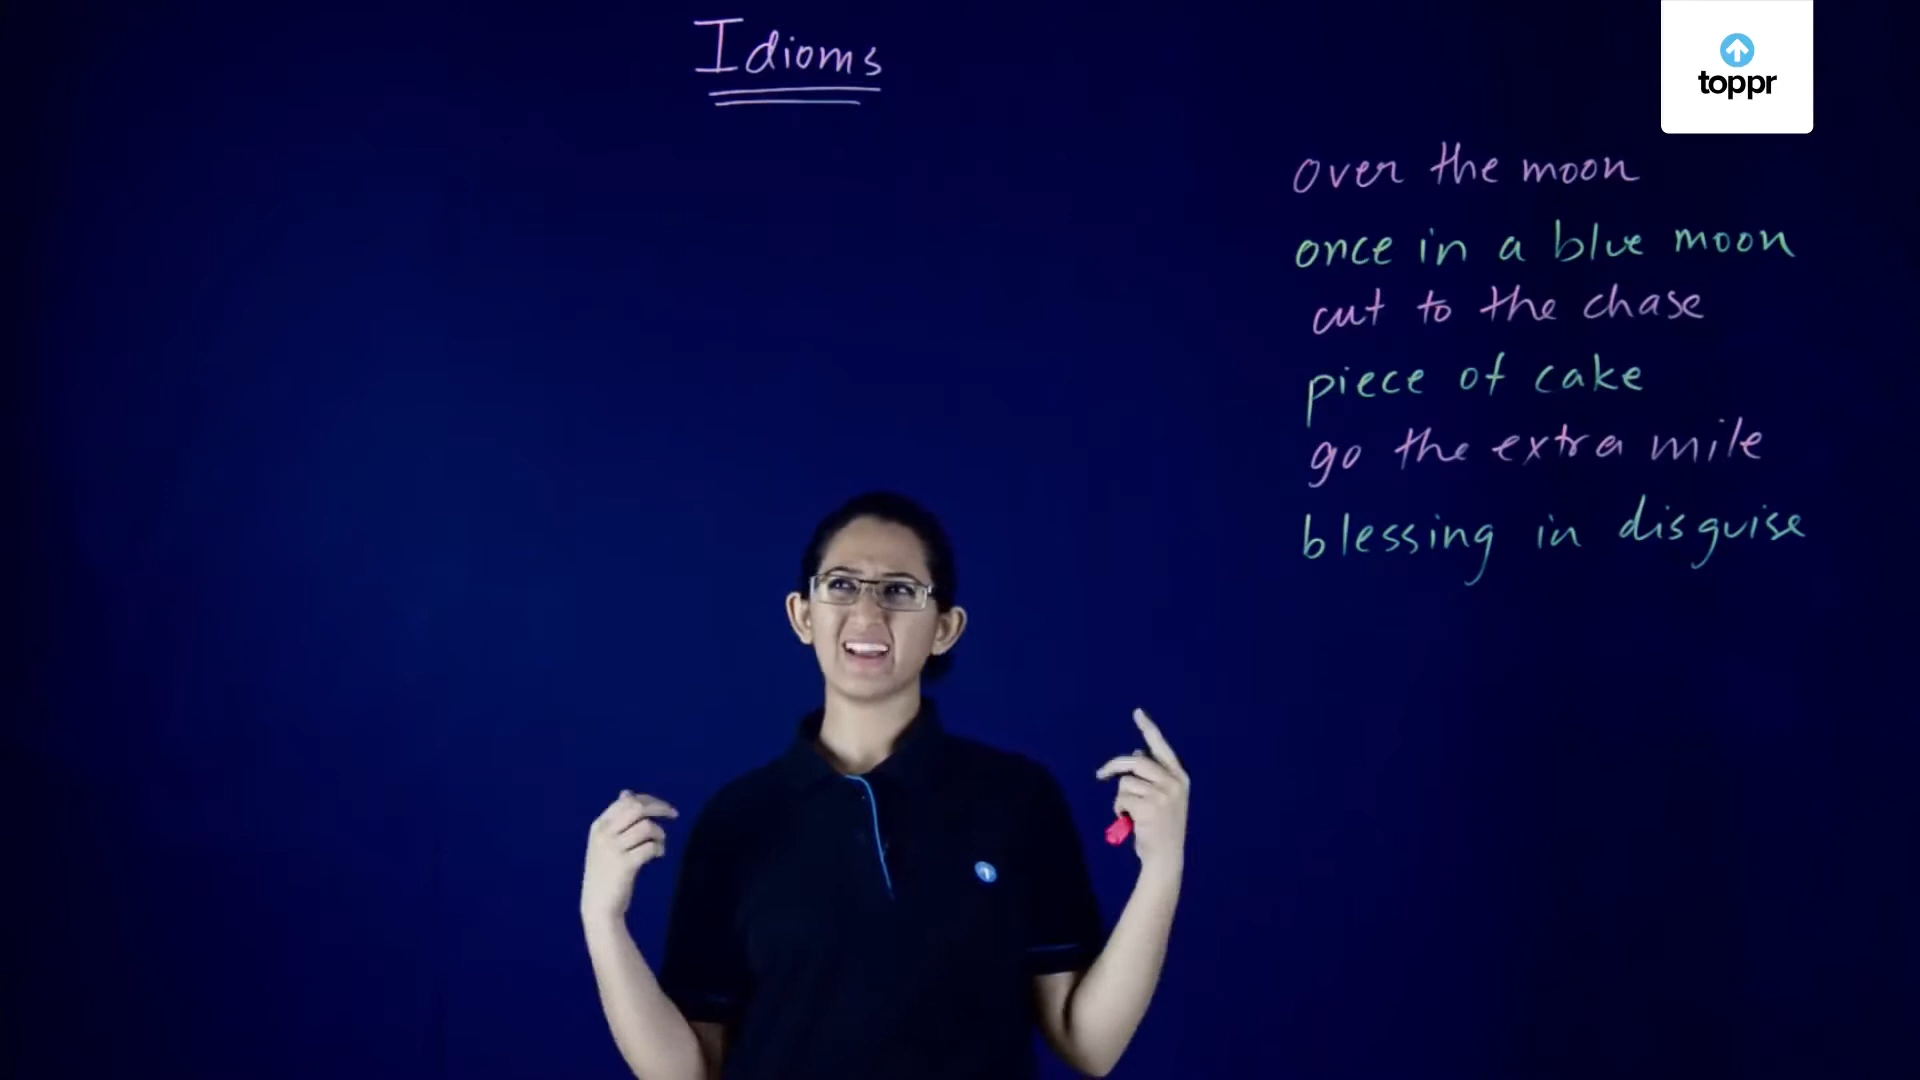 Idioms
toppr
over the moon
once in a blue moon
cut to the chase
piece of cake
go the extra mile
blessing in disguise